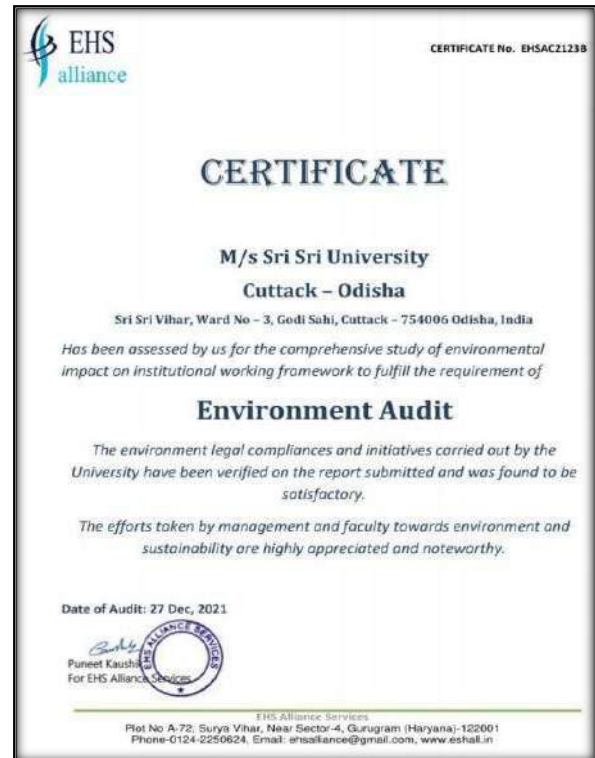 EHS
alliance
CERTIFICATE No. EHSAC2123B
CERTIFICATE
M/s Sri Sri University
Cuttack – Odisha
Sri Sri Vihar, Ward No – 3, Godi Sahi, Cuttack – 754006 Odisha, India
Has been assessed by us for the comprehensive study of environmental
impact on institutional working framework to fulfill the requirement of
Environment Audit
The environment legal compliances and initiatives carried out by the
University have been verified on the report submitted and was found to be
satisfactory.
The efforts taken by management and faculty towards environment and
sustainability are highly appreciated and noteworthy.
Date of Audit: 27 Dec, 2021
Puneet Kaushik
For EHS Alliance Services
EHS ALLIANCE SERVICES
EHS Alliance Services
Plot No A-72, Surya Vihar, Near Sector-4, Gurugram (Haryana)-122001
Phone-0124-2250624, Email: ehsalliance@gmail.com, www.eshall.in